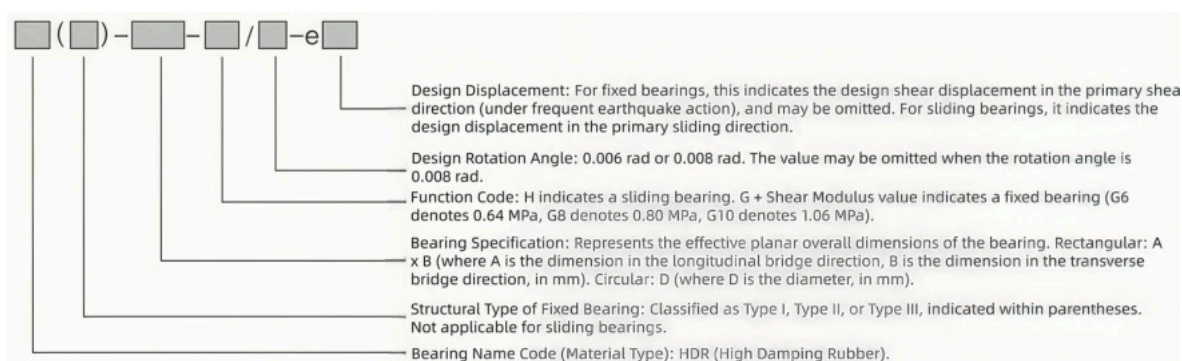 ( ) - - / -e
Design Displacement: For fixed bearings, this indicates the design shear displacement in the primary shea
direction (under frequent earthquake action), and may be omitted. For sliding bearings, it indicates the
design displacement in the primary sliding direction.
Design Rotation Angle: 0.006 rad or 0.008 rad. The value may be omitted when the rotation angle is
0.008 rad.
Function Code: H indicates a sliding bearing. G + Shear Modulus value indicates a fixed bearing (G6
denotes 0.64 MPa, G8 denotes 0.80 MPa, G10 denotes 1.06 MPa).
Bearing Specification: Represents the effective planar overall dimensions of the bearing. Rectangular: A
x B (where A is the dimension in the longitudinal bridge direction, B is the dimension in the transverse
bridge direction, in mm). Circular: D (where D is the diameter, in mm).
Structural Type of Fixed Bearing: Classified as Type I, Type II, or Type III, indicated within parentheses.
Not applicable for sliding bearings.
Bearing Name Code (Material Type): HDR (High Damping Rubber).